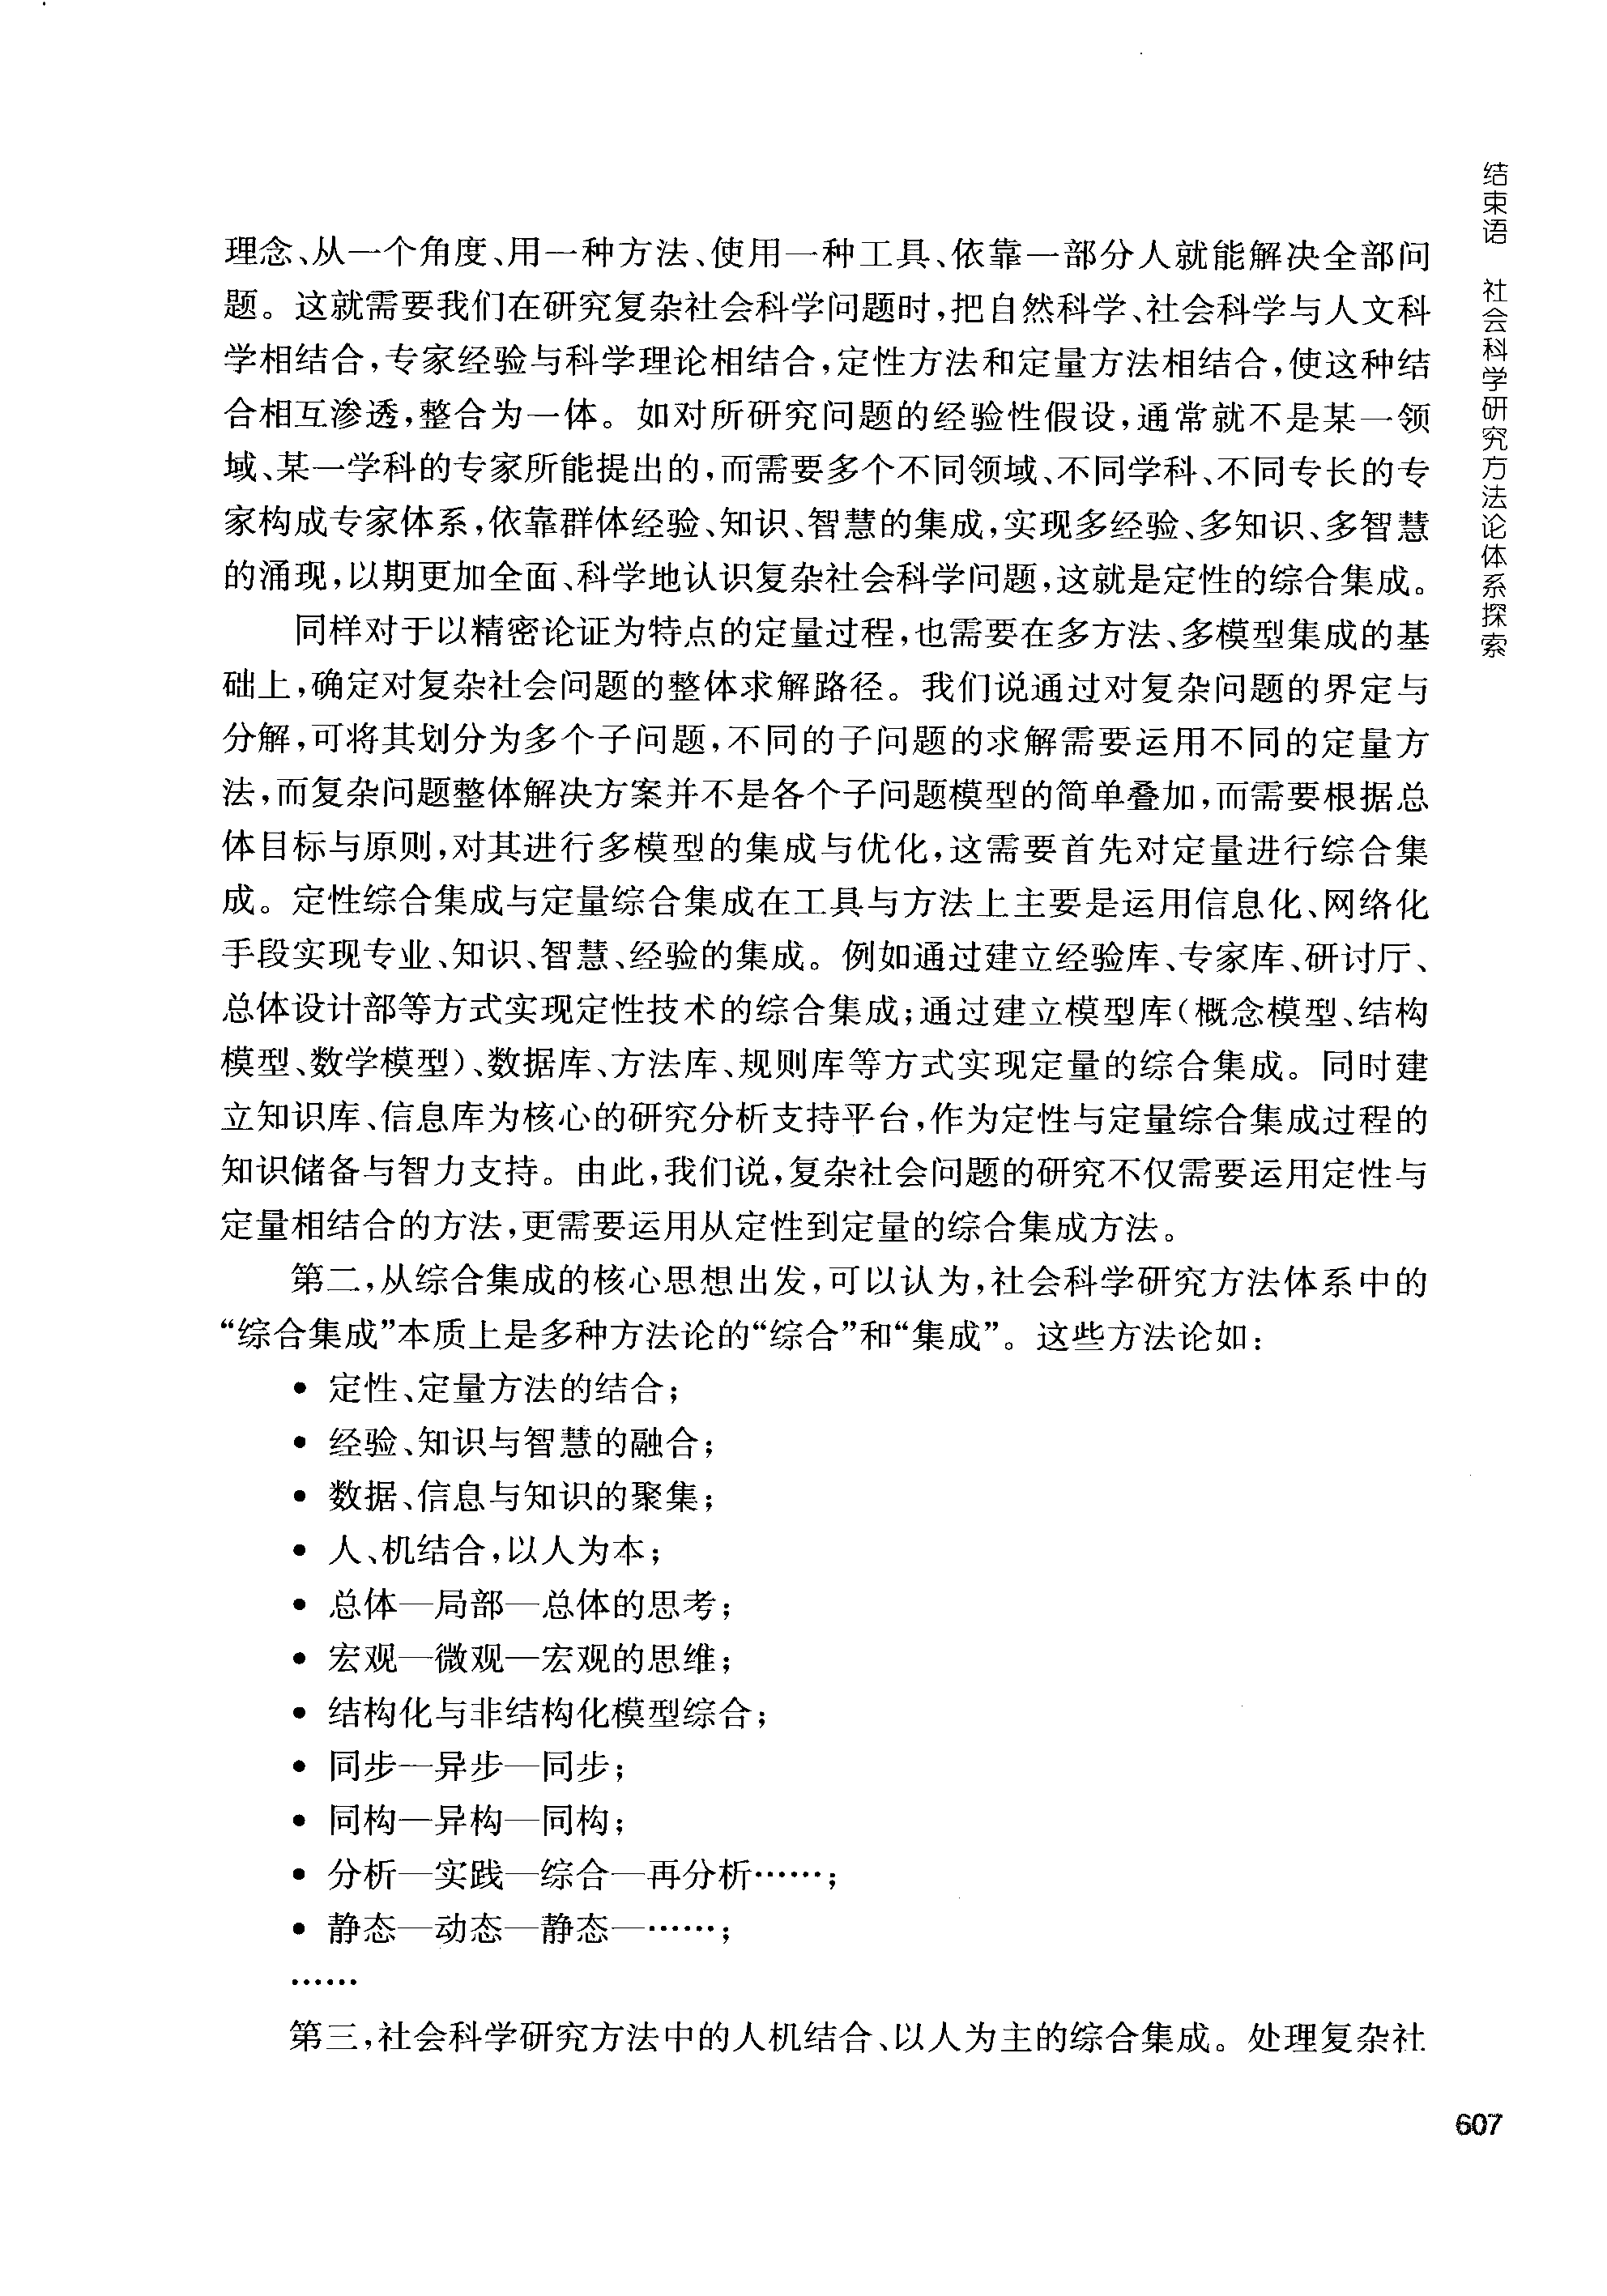 结束语 社会科学研究方法论体系探索
理念、从一个角度、用一种方法、使用一种工具、依靠一部分人就能解决全部问
题。这就需要我们在研究复杂社会科学问题时，把自然科学、社会科学与人文科
学相结合，专家经验与科学理论相结合，定性方法和定量方法相结合，使这种结
合相互渗透，整合为一体。如对所研究问题的经验性假设，通常就不是某一领
域、某一学科的专家所能提出的，而需要多个不同领域、不同学科、不同专长的专
家构成专家体系，依靠群体经验、知识、智慧的集成，实现多经验、多知识、多智慧
的涌现，以期更加全面、科学地认识复杂社会科学问题，这就是定性的综合集成。
同样对于以精密论证为特点的定量过程，也需要在多方法、多模型集成的基
础上，确定对复杂社会问题的整体求解路径。我们说通过对复杂问题的界定与
分解，可将其划分为多个子问题，不同的子问题的求解需要运用不同的定量方
法，而复杂问题整体解决方案并不是各个子问题模型的简单叠加，而需要根据总
体目标与原则，对其进行多模型的集成与优化，这需要首先对定量进行综合集
成。定性综合集成与定量综合集成在工具与方法上主要是运用信息化、网络化
手段实现专业、知识、智慧、经验的集成。例如通过建立经验库、专家库、研讨厅、
总体设计部等方式实现定性技术的综合集成；通过建立模型库（概念模型、结构
模型、数学模型）、数据库、方法库、规则库等方式实现定量的综合集成。同时建
立知识库、信息库为核心的研究分析支持平台，作为定性与定量综合集成过程的
知识储备与智力支持。由此，我们说，复杂社会问题的研究不仅需要运用定性与
定量相结合的方法，更需要运用从定性到定量的综合集成方法。
第二，从综合集成的核心思想出发，可以认为，社会科学研究方法体系中的
“综合集成”本质上是多种方法论的“综合”和“集成”。这些方法论如：
• 定性、定量方法的结合；
• 经验、知识与智慧的融合；
• 数据、信息与知识的聚集；
• 人、机结合，以人为本；
• 总体—局部—总体的思考；
• 宏观—微观—宏观的思维；
• 结构化与非结构化模型综合；
• 同步—异步—同步；
• 同构—异构—同构；
• 分析—实践—综合—再分析……；
• 静态—动态—静态—……；
……
第三，社会科学研究方法中的人机结合、以人为主的综合集成。处理复杂社
607